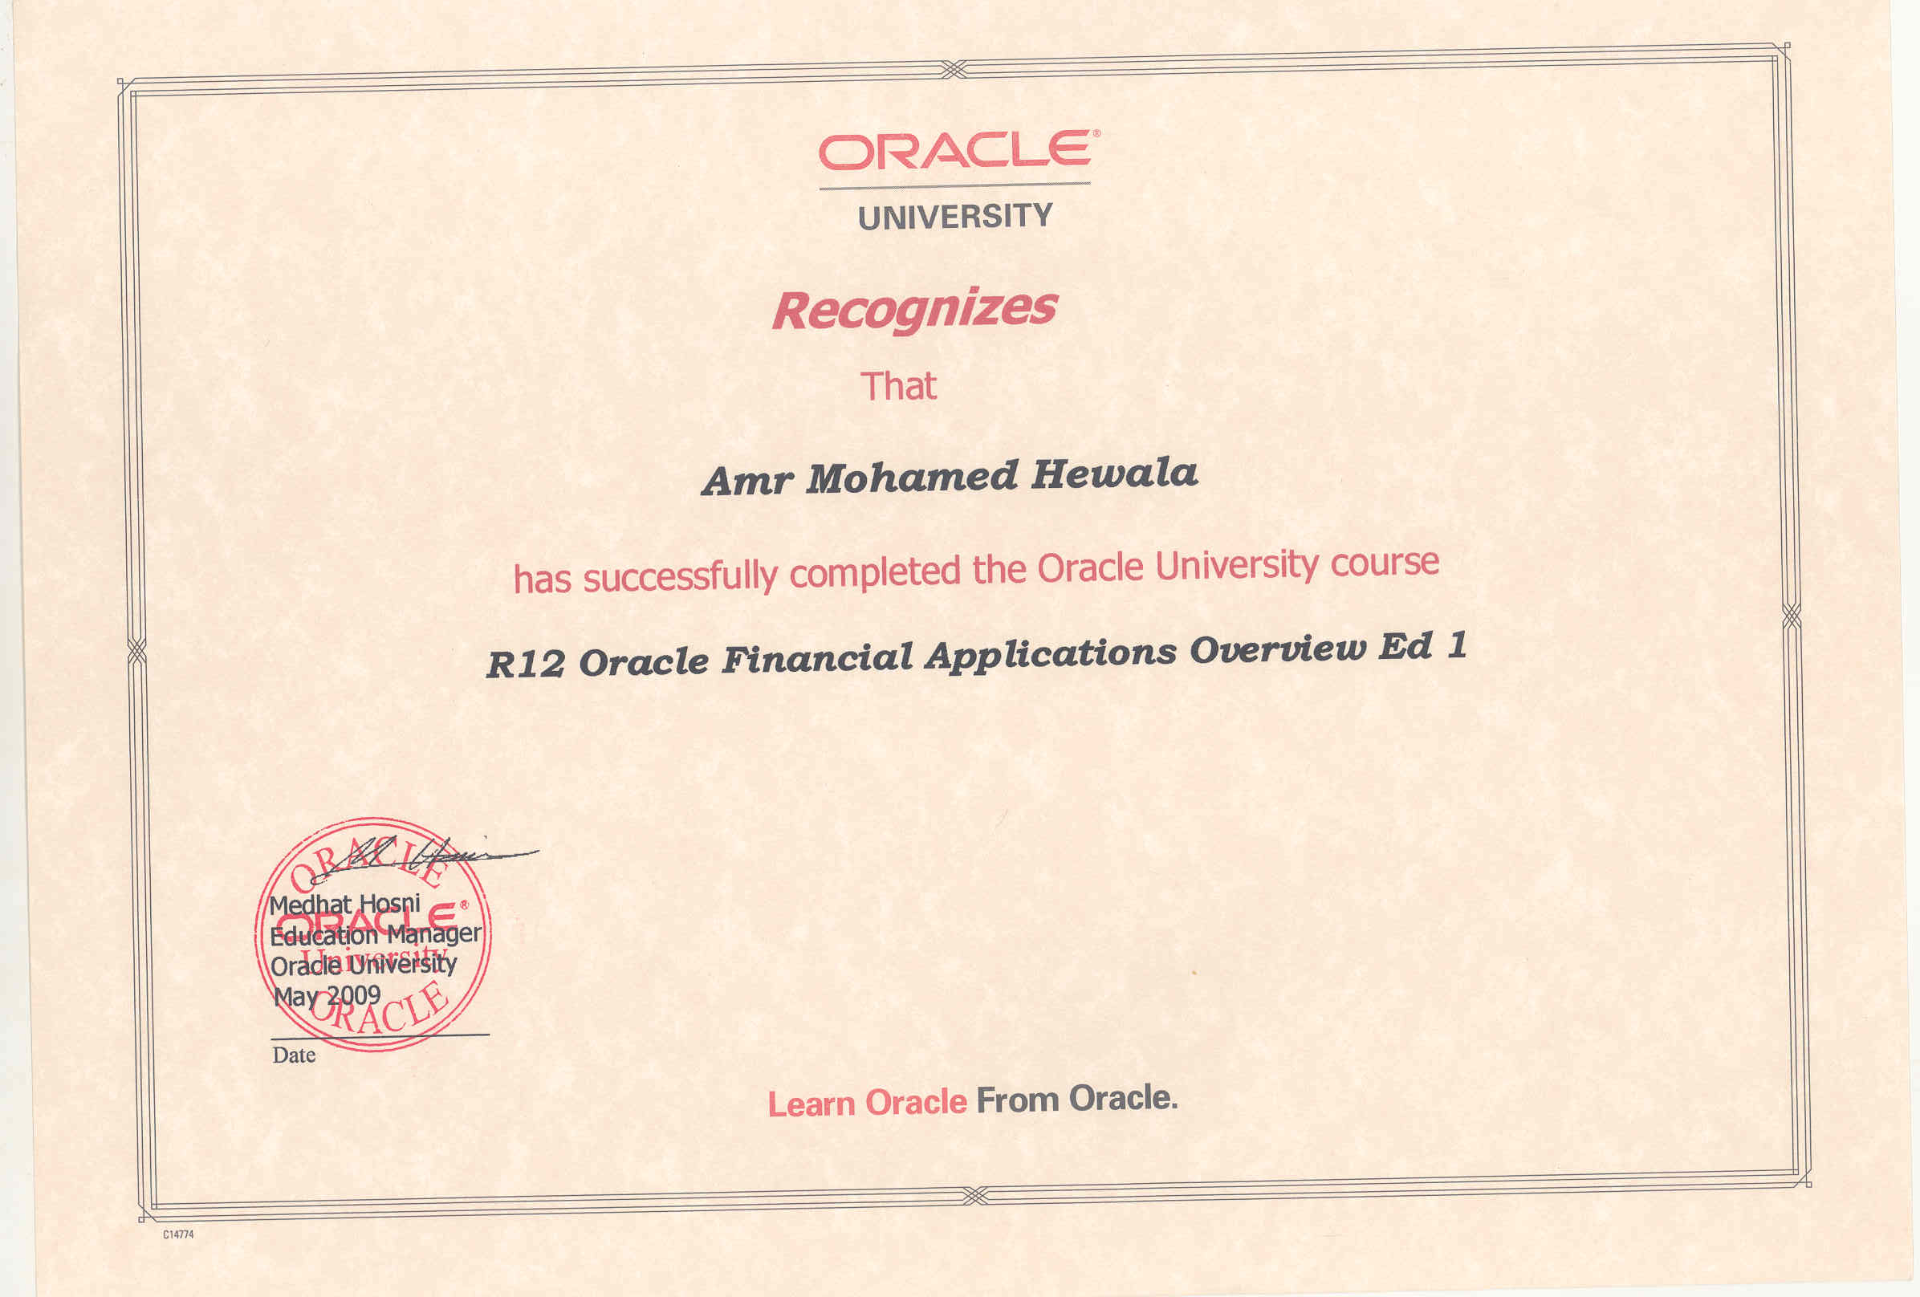 ORACLE®
UNIVERSITY
Recognizes
That
Amr Mohamed Hewala
has successfully completed the Oracle University course
R12 Oracle Financial Applications Overview Ed 1
ORACLE
Medhat Hosni
ORACLE®
Education Manager
University
Oracle University
May 2009
ORACLE
Date
Learn Oracle From Oracle.
C14774